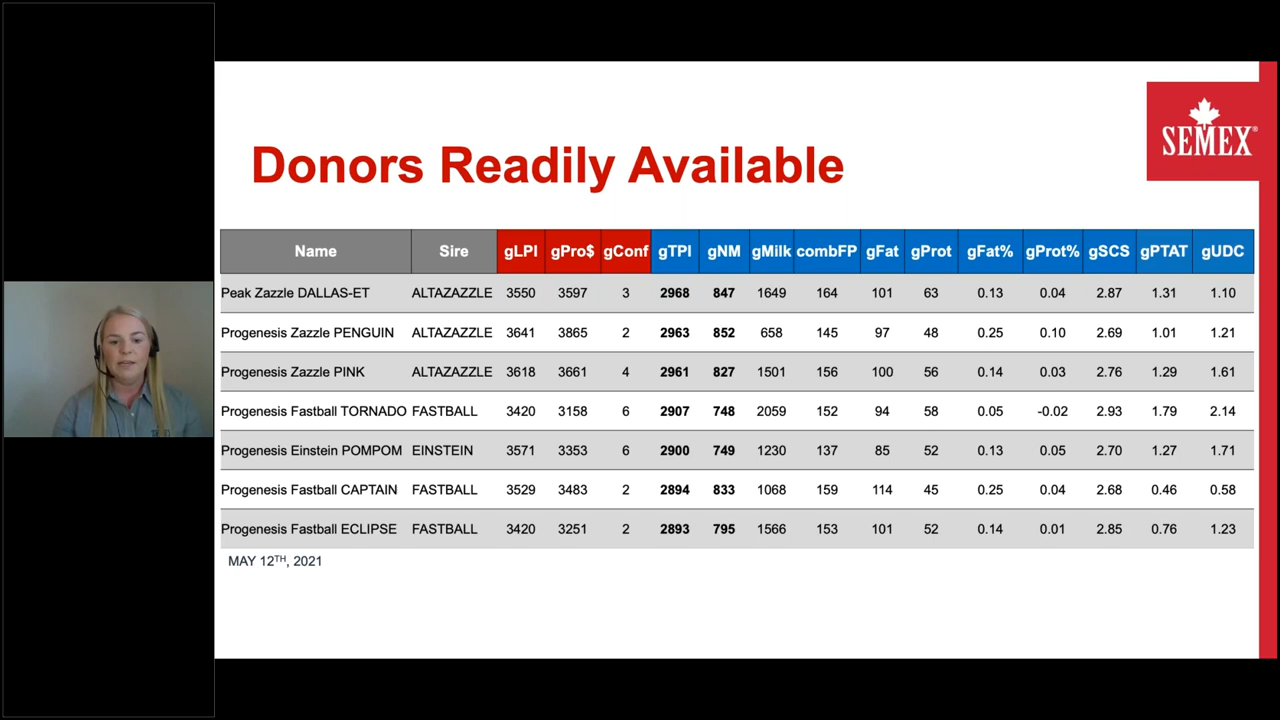 SEMEX®
Donors Readily Available
Name Sire gLPI gPro$ gConf gTPI gNM gMilk combFP gFat gProt gFat% gProt% gSCS gPTAT gUDC
Peak Zazzle DALLAS-ET ALTAZAZZLE 3550 3597 3 2968 847 1649 164 101 63 0.13 0.04 2.87 1.31 1.10
Progenesis Zazzle PENGUIN ALTAZAZZLE 3641 3865 2 2963 852 658 145 97 48 0.25 0.10 2.69 1.01 1.21
Progenesis Zazzle PINK ALTAZAZZLE 3618 3661 4 2961 827 1501 156 100 56 0.14 0.03 2.76 1.29 1.61
Progenesis Fastball TORNADO FASTBALL 3420 3158 6 2907 748 2059 152 94 58 0.05 -0.02 2.93 1.79 2.14
Progenesis Einstein POMPOM EINSTEIN 3571 3353 6 2900 749 1230 137 85 52 0.13 0.05 2.70 1.27 1.71
Progenesis Fastball CAPTAIN FASTBALL 3529 3483 2 2894 833 1068 159 114 45 0.25 0.04 2.68 0.46 0.58
Progenesis Fastball ECLIPSE FASTBALL 3420 3251 2 2893 795 1566 153 101 52 0.14 0.01 2.85 0.76 1.23
MAY 12TH, 2021